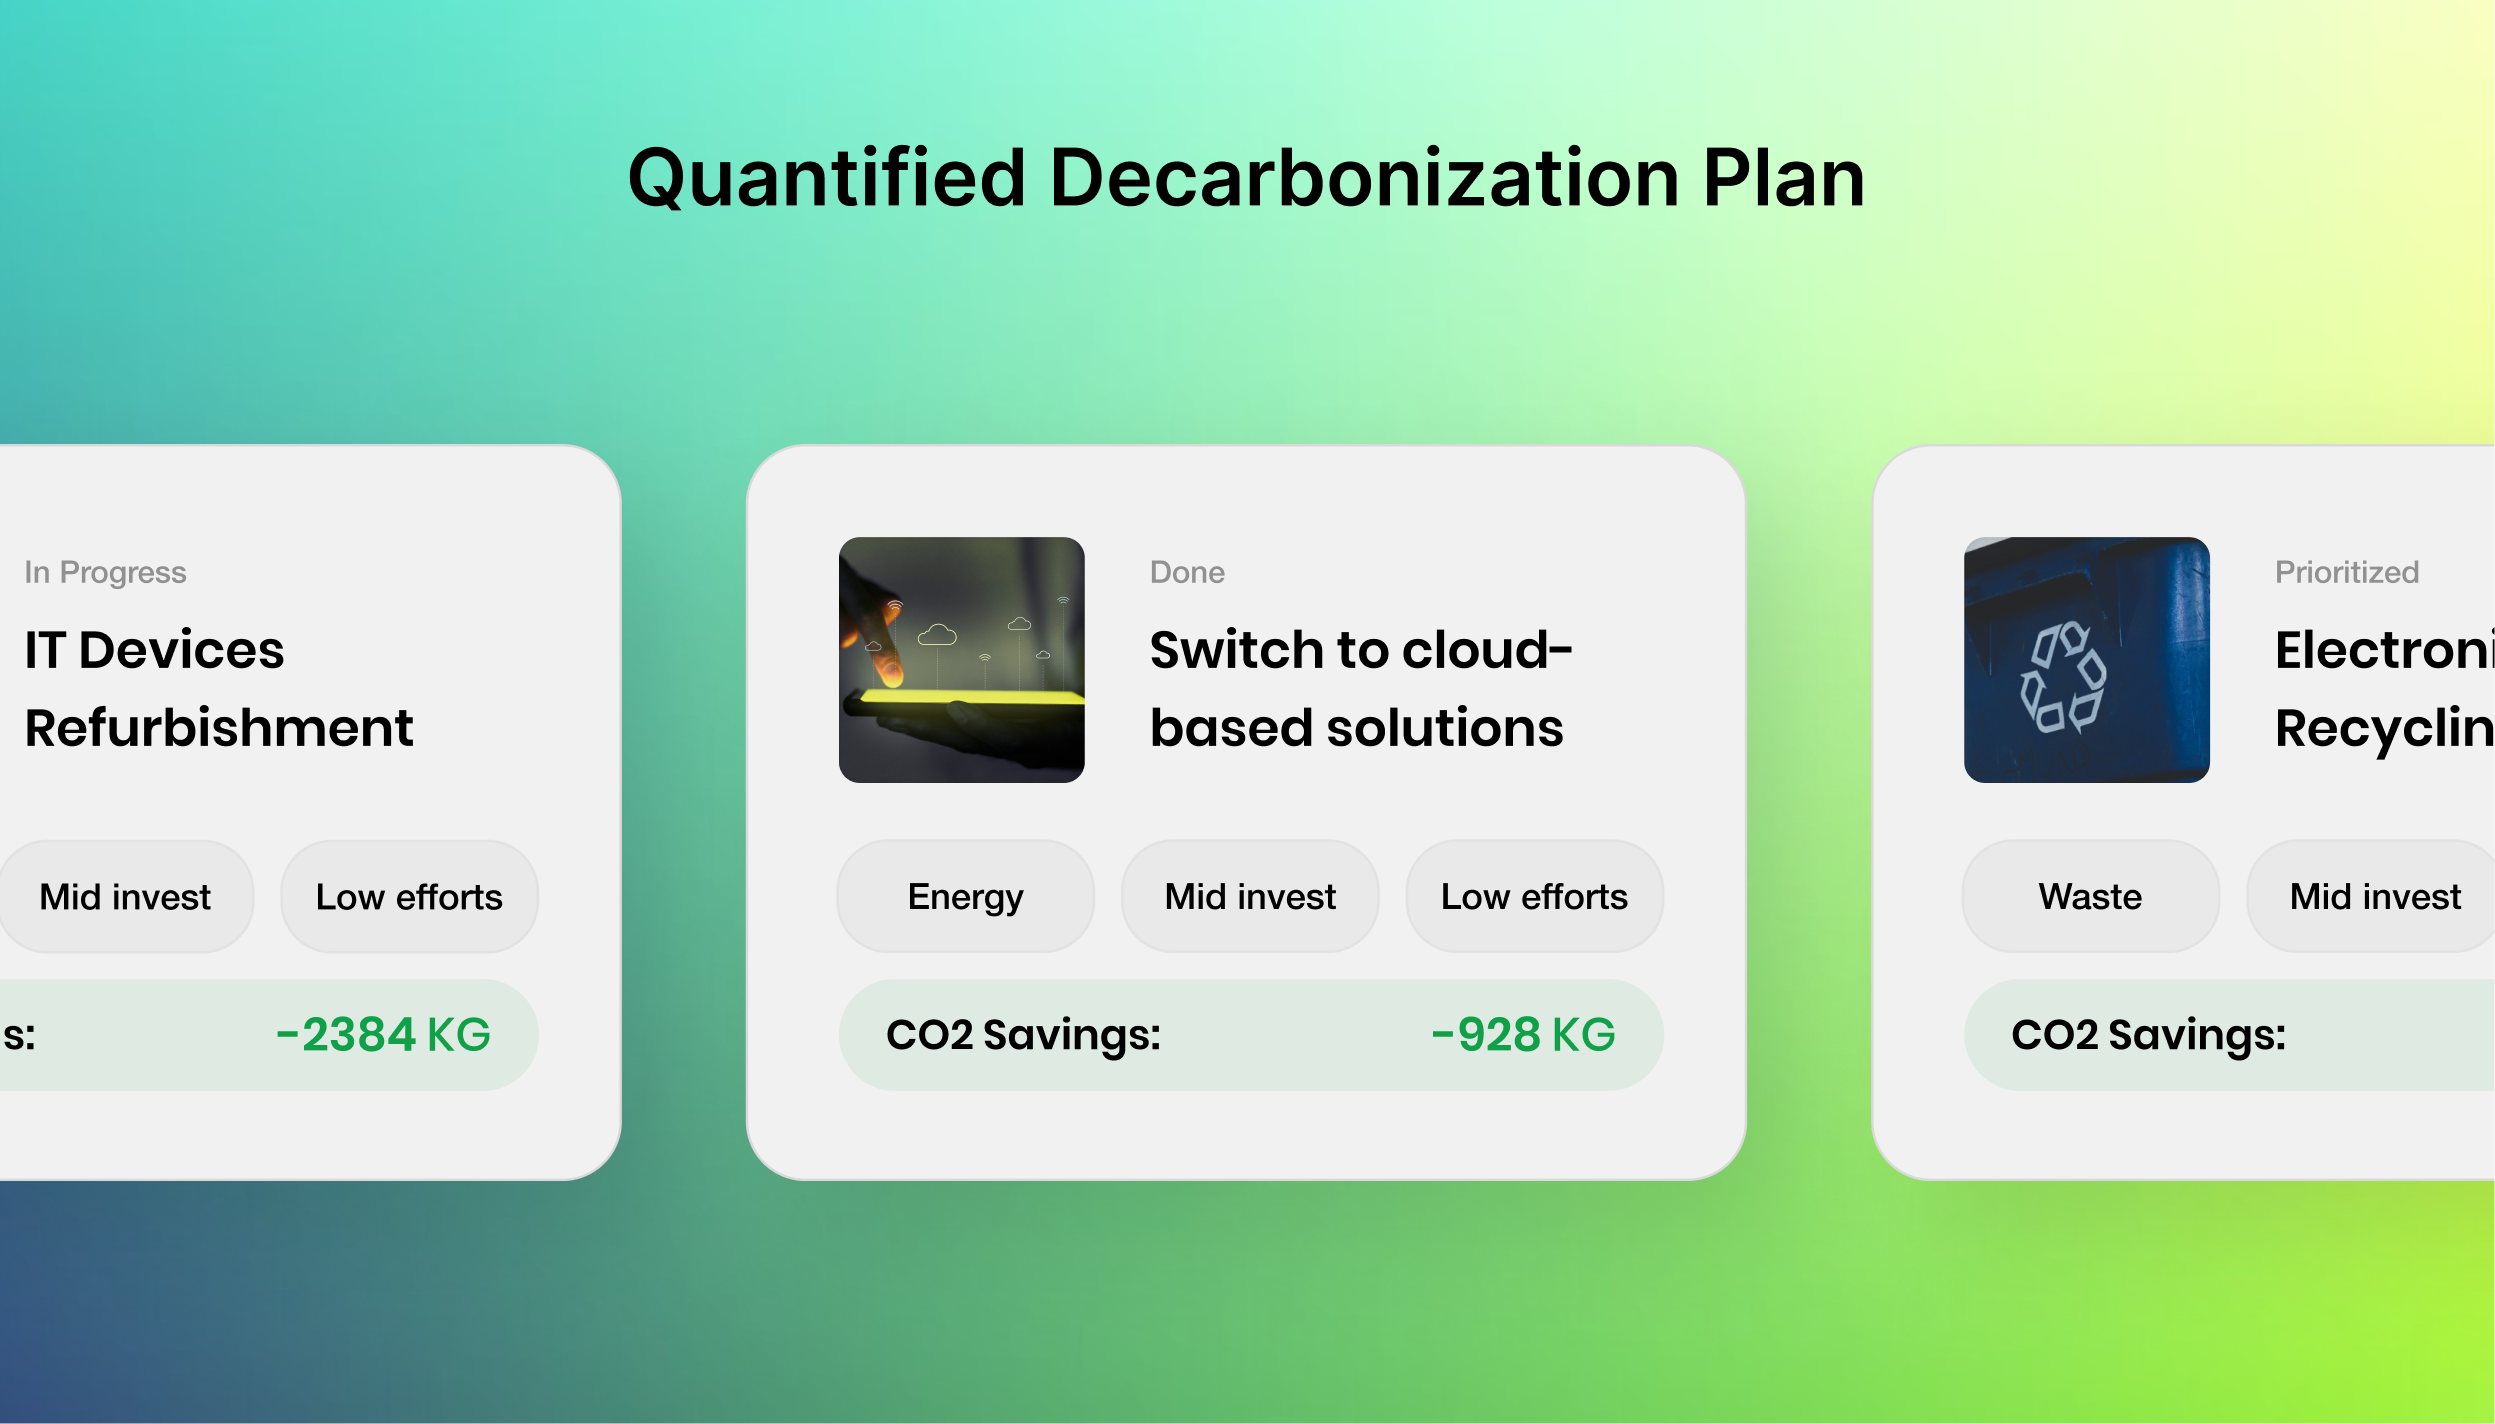 Quantified Decarbonization Plan
In Progress
IT Devices
Refurbishment
Mid invest
Low efforts
s:
-2384 KG
Done
Switch to cloud-
based solutions
Energy
Mid invest
Low efforts
CO2 Savings:
-928 KG
Prioritized
Electroni
Recyclin
Waste
Mid invest
CO2 Savings: